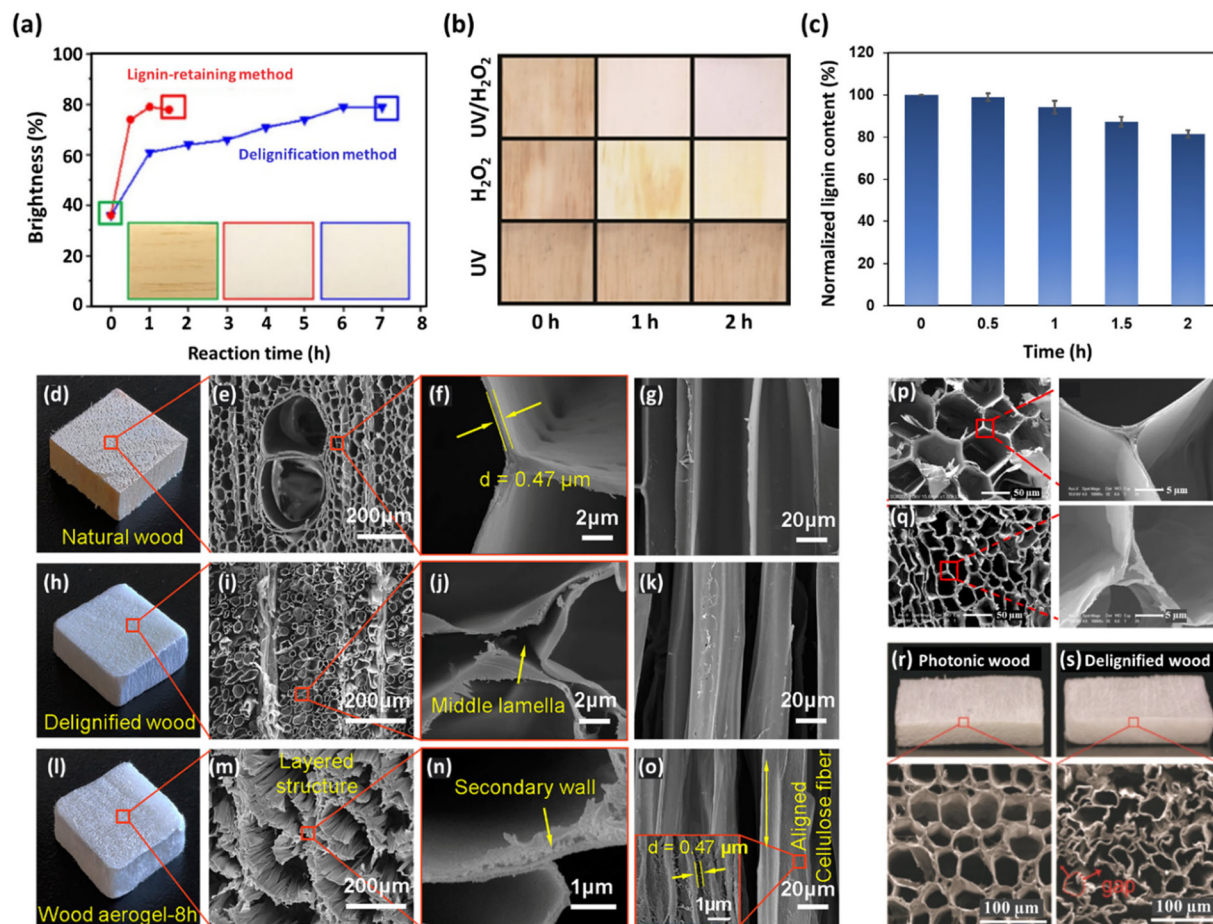 (a)
100
80
60
40
20
0
Brightness (%)
Lignin-retaining method
Delignification method
0 1 2 3 4 5 6 7 8
Reaction time (h)
(b)
UV/H₂O₂
H₂O₂
UV
0 h 1 h 2 h
(c)
120
100
80
60
40
20
0
Normalized lignin content (%)
0 0.5 1 1.5 2
Time (h)
(d)
Natural wood
(e)
200μm
(f)
d = 0.47 μm
2μm
(g)
20μm
(h)
Delignified wood
(i)
200μm
(j)
Middle lamella
2μm
(k)
20μm
(l)
Wood aerogel-8h
(m)
Layered
structure
200μm
(n)
Secondary wall
1μm
(o)
d = 0.47 μm
1μm
Aligned
Cellulose fiber
20μm
(p)
50 μm
5 μm
(q)
50 μm
5 μm
(r) Photonic wood
100 μm
(s) Delignified wood
gap
100 μm